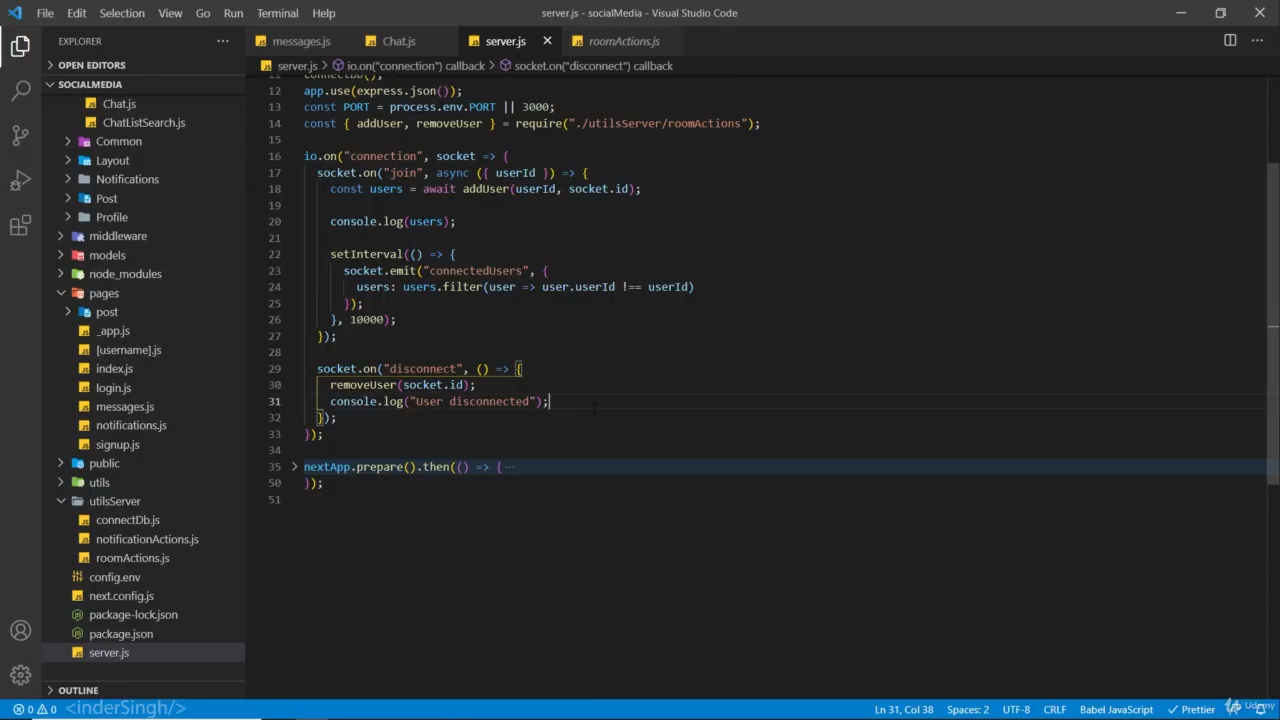 File Edit Selection View Go Run Terminal Help
server.js - socialMedia - Visual Studio Code
EXPLORER
OPEN EDITORS
SOCIALMEDIA
Chat.js
ChatListSearch.js
Common
Layout
Notifications
Post
Profile
middleware
models
node_modules
pages
post
_app.js
[username].js
index.js
login.js
messages.js
notifications.js
signup.js
public
utils
utilsServer
connectDb.js
notificationActions.js
roomActions.js
config.env
next.config.js
package-lock.json
package.json
server.js
OUTLINE
messages.js Chat.js server.js roomActions.js
server.js > io.on("connection") callback > socket.on("disconnect") callback
11 connectDb();
12 app.use(express.json());
13 const PORT = process.env.PORT || 3000;
14 const { addUser, removeUser } = require("./utilsServer/roomActions");
15
16 io.on("connection", socket => {
17 socket.on("join", async ({ userId }) => {
18 const users = await addUser(userId, socket.id);
19
20 console.log(users);
21
22 setInterval(() => {
23 socket.emit("connectedUsers", {
24 users: users.filter(user => user.userId !== userId)
25 });
26 }, 10000);
27 });
28
29 socket.on("disconnect", () => {
30 removeUser(socket.id);
31 console.log("User disconnected");
32 });
33 });
34
35 nextApp.prepare().then(() => { ···
50 });
51
0 0 <inderSingh/>
Ln 31, Col 38 Spaces: 2 UTF-8 CRLF Babel JavaScript Prettier
Udemy